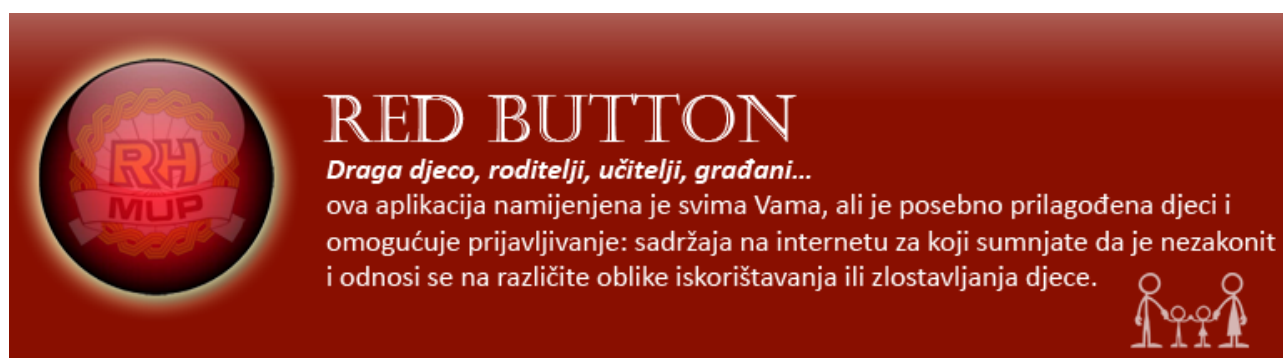 RH
MUP
RED BUTTON
Draga djeco, roditelji, učitelji, građani...
ova aplikacija namijenjena je svima Vama, ali je posebno prilagođena djeci i
omogućuje prijavljivanje: sadržaja na internetu za koji sumnjate da je nezakonit
i odnosi se na različite oblike iskorištavanja ili zlostavljanja djece.